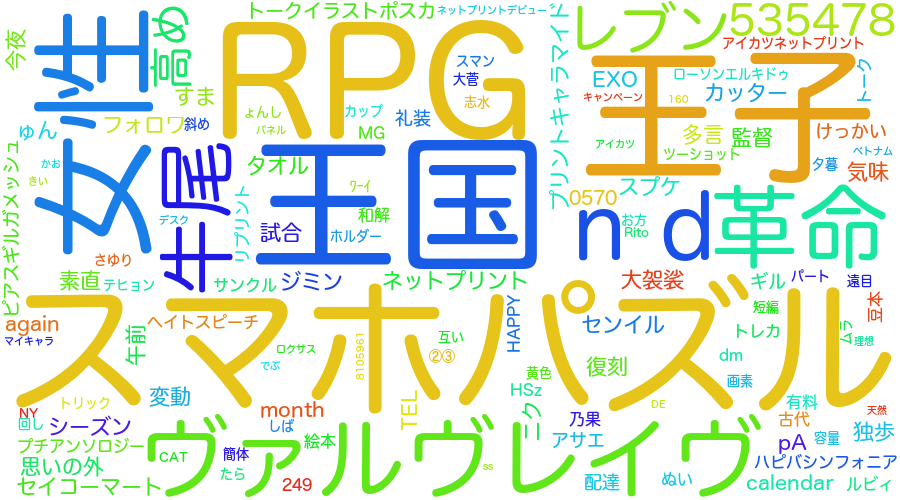 トークイラストポスカ
ネットプリントデビュー
レブン
535478
今夜
女性
高め
RPG
スマン
大菅
志水
アイカツネットプリント
ローソンエルキドゥ
EXO
キャンペーン
160
カッター
トーク
王子
すま
ょんし
パネル
カップ
MG
礼装
プリントキャラマイド
アイカツ
多言
監督
ツーショット
けっかい
ベトナム
夕暮
気味
ゅん
フォロワ
斜め
かお
きい
牛尾
タオル
王国
リプリント
ワーイ
和解
試合
ホルダー
デスク
0570
スプケ
nd
お方
Rito
革命
ピアスギルガメッシュ
さゆり
素直
テヒョン
サンクル
ジミン
ネットプリント
大袈裟
ギル
パート
遠目
スマホパズル
again
マイキャラ
午前
ヘイトスピーチ
ロクサス
でぶ
8105961
互い
②③
HAPPY
センイル
復刻
短編
トレカ
ムラ
豆本
理想
dm
画素
黄色
HSz
NY
回し
トリック
シーズン
変動
month
しば
TEL
ニク
乃果
アサエ
DE
有料
古代
天然
pA
容量
独歩
プチアンソロジー
CAT
簡体
絵本
ヴァルヴレイヴ
思いの外
たら
セイコーマート
249
ss
配達
ぬい
calendar
ハピバシンフォニア
ルビィ